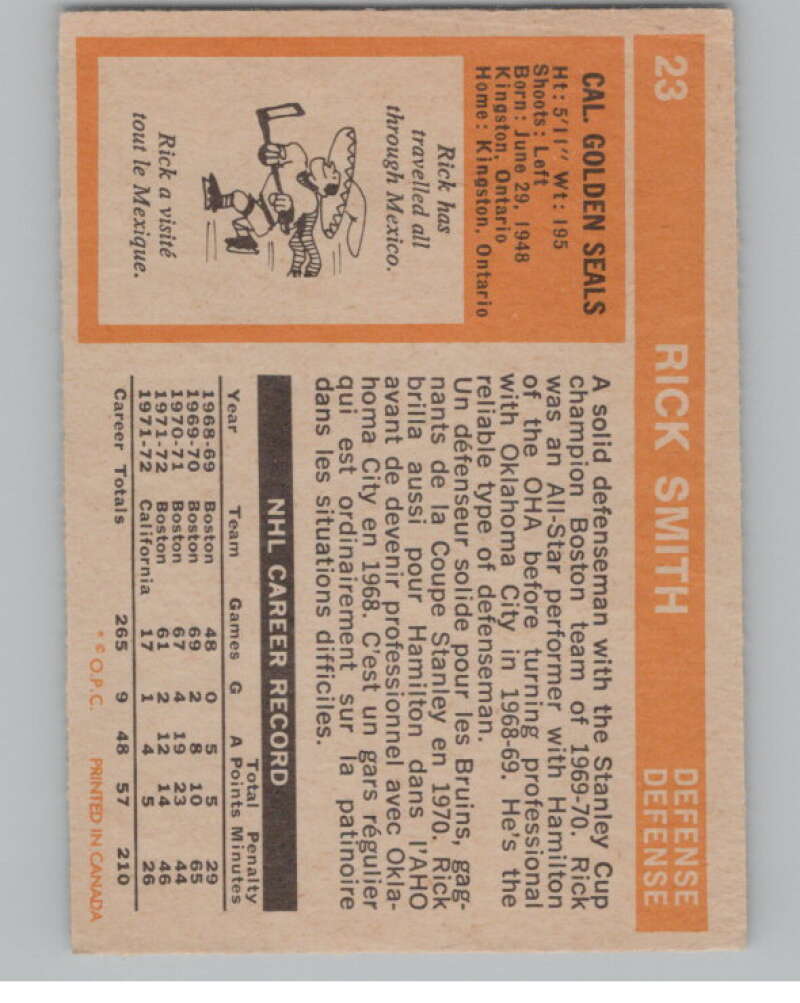 23 RICK SMITH DEFENSE
DEFENSE
CAL. GOLDEN SEALS
Ht: 5'11" Wt: 195
Shoots: Left
Born: June 29, 1948
Kingston, Ontario
Home: Kingston, Ontario
Rick has
travelled all
through Mexico.
Rick a visité
tout le Mexique.
A solid defenseman with the Stanley Cup
champion Boston team of 1969-70. Rick
was an All-Star performer with Hamilton
of the OHA before turning professional
with Oklahoma City in 1968-69. He's the
reliable type of defenseman.
Un défenseur solide pour les Bruins, gag-
nants de la Coupe Stanley en 1970. Rick
brilla aussi pour Hamilton dans l'AHO
avant de devenir professionnel avec Okla-
homa City en 1968. C'est un gars régulier
qui est ordinairement sur la patinoire
dans les situations difficiles.
NHL CAREER RECORD
Total Penalty
Year Team Games G A Points Minutes
1968-69 Boston 48 0 5 5 29
1969-70 Boston 69 2 8 10 65
1970-71 Boston 67 4 19 23 44
1971-72 Boston 61 2 12 14 46
1971-72 California 17 1 4 5 26
Career Totals 265 9 48 57 210
* © O.P.C. PRINTED IN CANADA